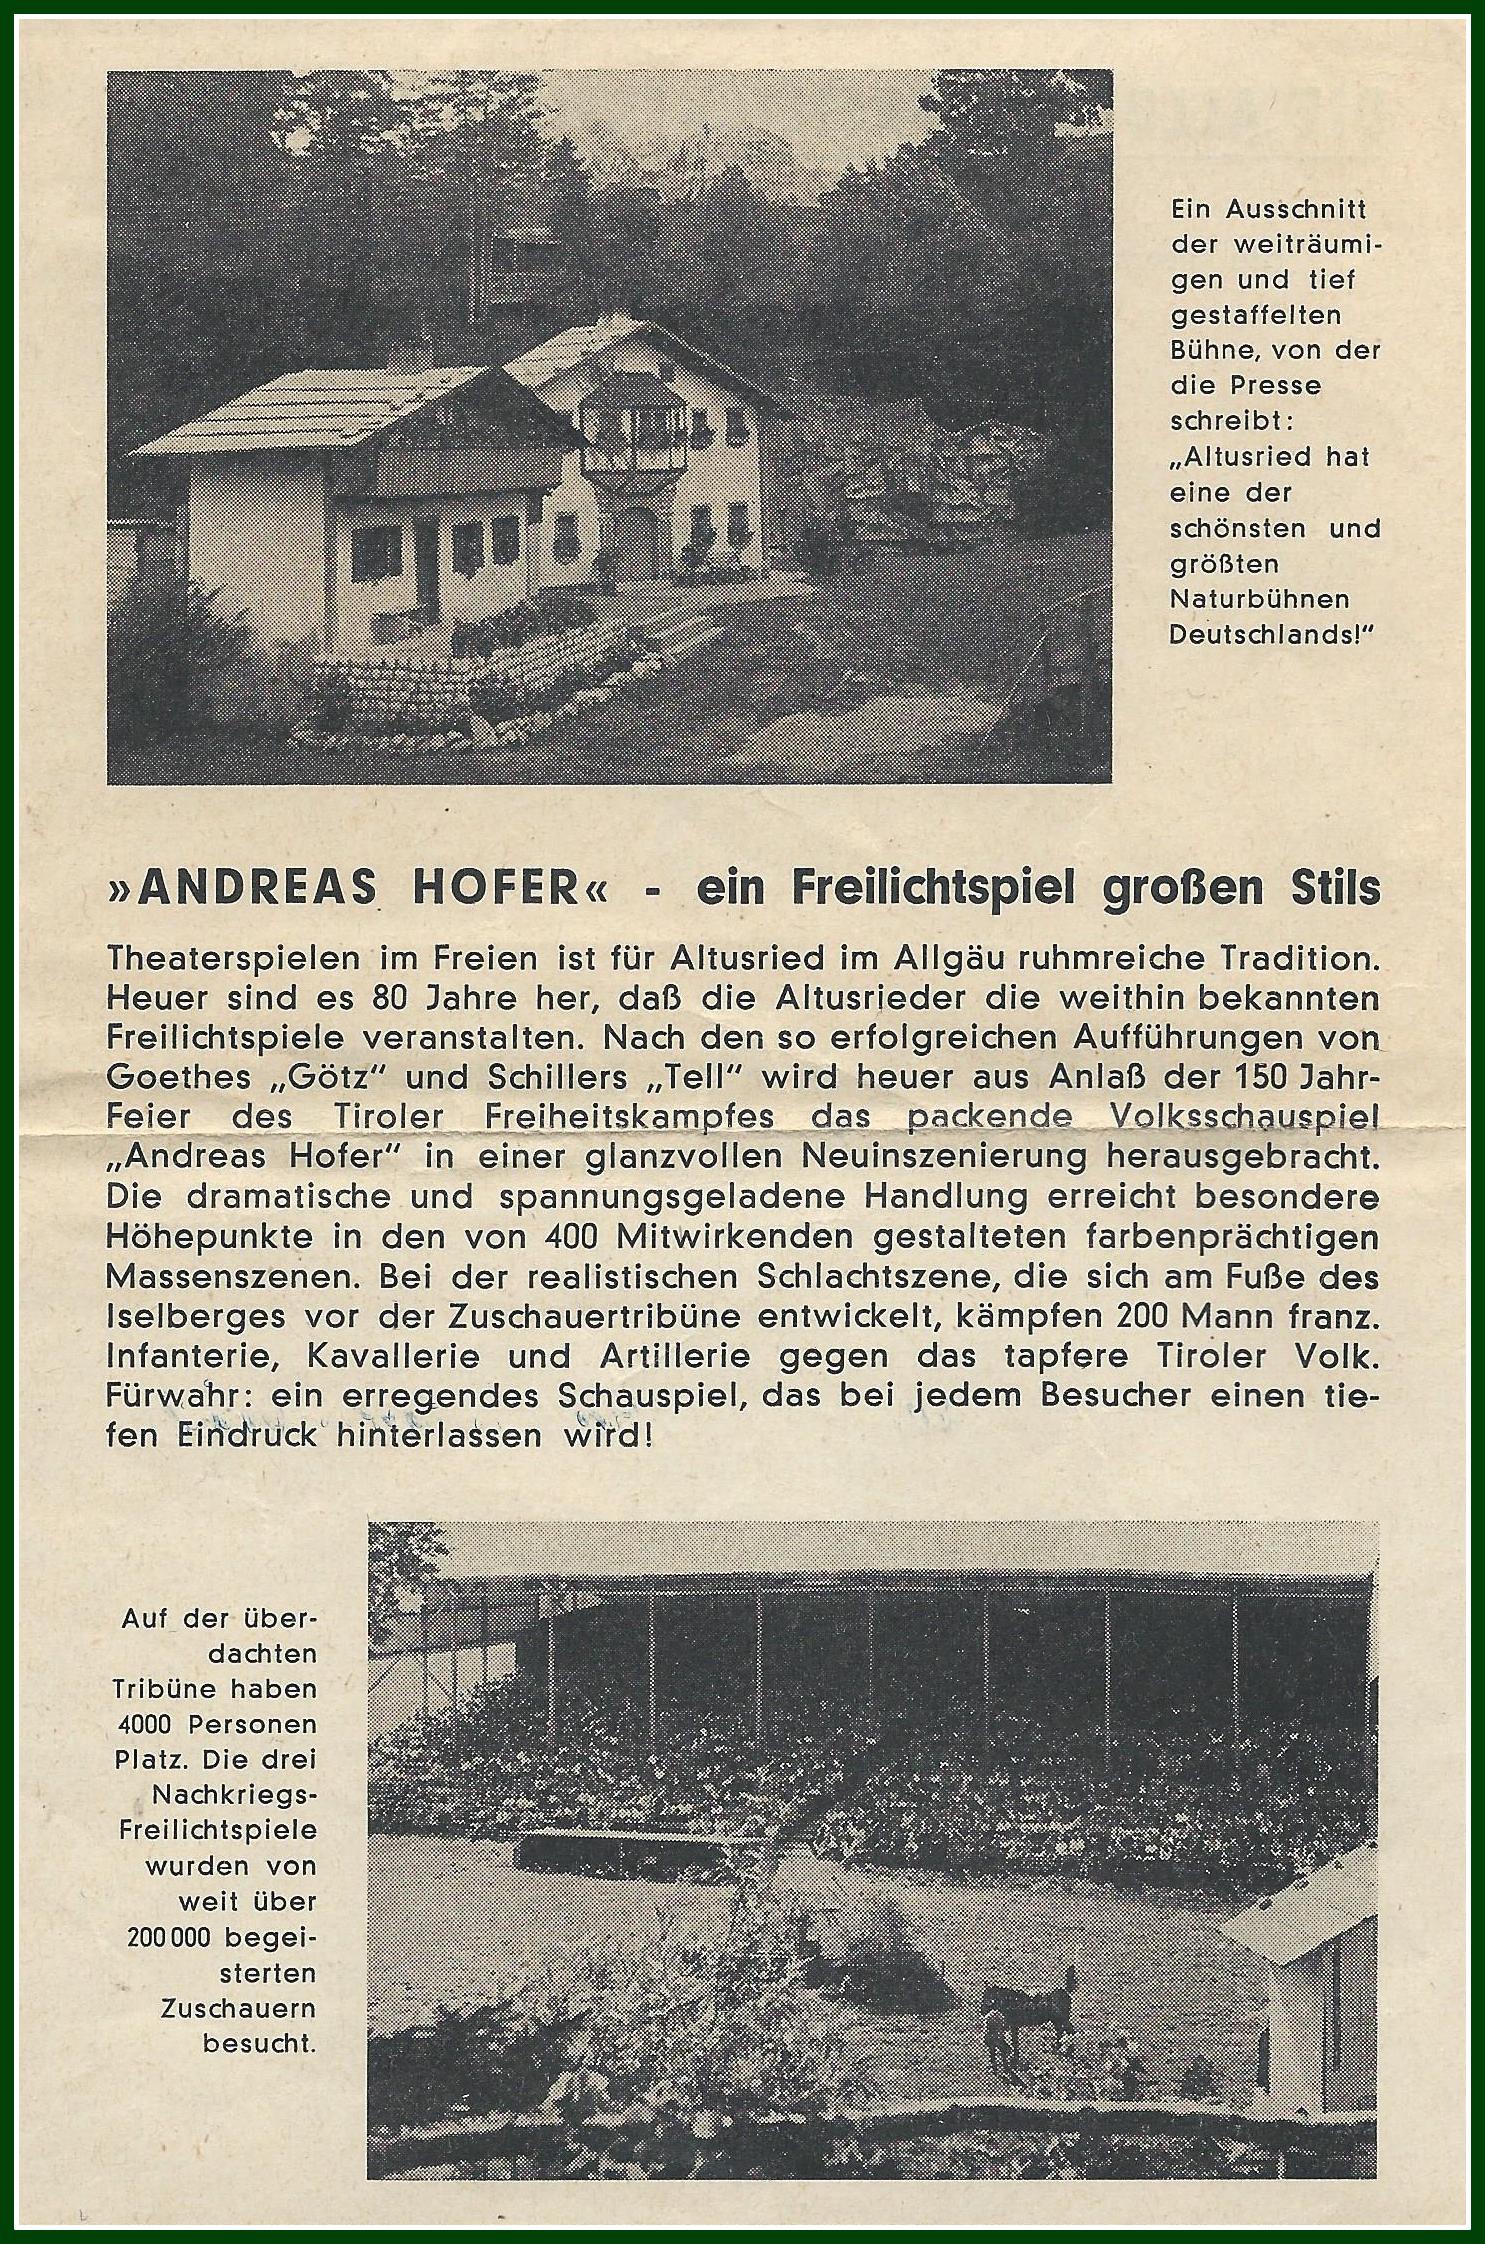 Ein Ausschnitt
der weiträumi-
gen und tief
gestaffelten
Bühne, von der
die Presse
schreibt:
„Altusried hat
eine der
schönsten und
größten
Naturbühnen
Deutschlands!“
»ANDREAS HOFER« - ein Freilichtspiel großen Stils
Theaterspielen im Freien ist für Altusried im Allgäu ruhmreiche Tradition.
Heuer sind es 80 Jahre her, daß die Altusrieder die weithin bekannten
Freilichtspiele veranstalten. Nach den so erfolgreichen Aufführungen von
Goethes „Götz“ und Schillers „Tell“ wird heuer aus Anlaß der 150 Jahr-
Feier des Tiroler Freiheitskampfes das packende Volksschauspiel
„Andreas Hofer“ in einer glanzvollen Neuinszenierung herausgebracht.
Die dramatische und spannungsgeladene Handlung erreicht besondere
Höhepunkte in den von 400 Mitwirkenden gestalteten farbenprächtigen
Massenszenen. Bei der realistischen Schlachtszene, die sich am Fuße des
Iselberges vor der Zuschauertribüne entwickelt, kämpfen 200 Mann franz.
Infanterie, Kavallerie und Artillerie gegen das tapfere Tiroler Volk.
Fürwahr: ein erregendes Schauspiel, das bei jedem Besucher einen tie-
fen Eindruck hinterlassen wird!
Auf der über-
dachten
Tribüne haben
4000 Personen
Platz. Die drei
Nachkriegs-
Freilichtspiele
wurden von
weit über
200 000 begei-
sterten
Zuschauern
besucht.